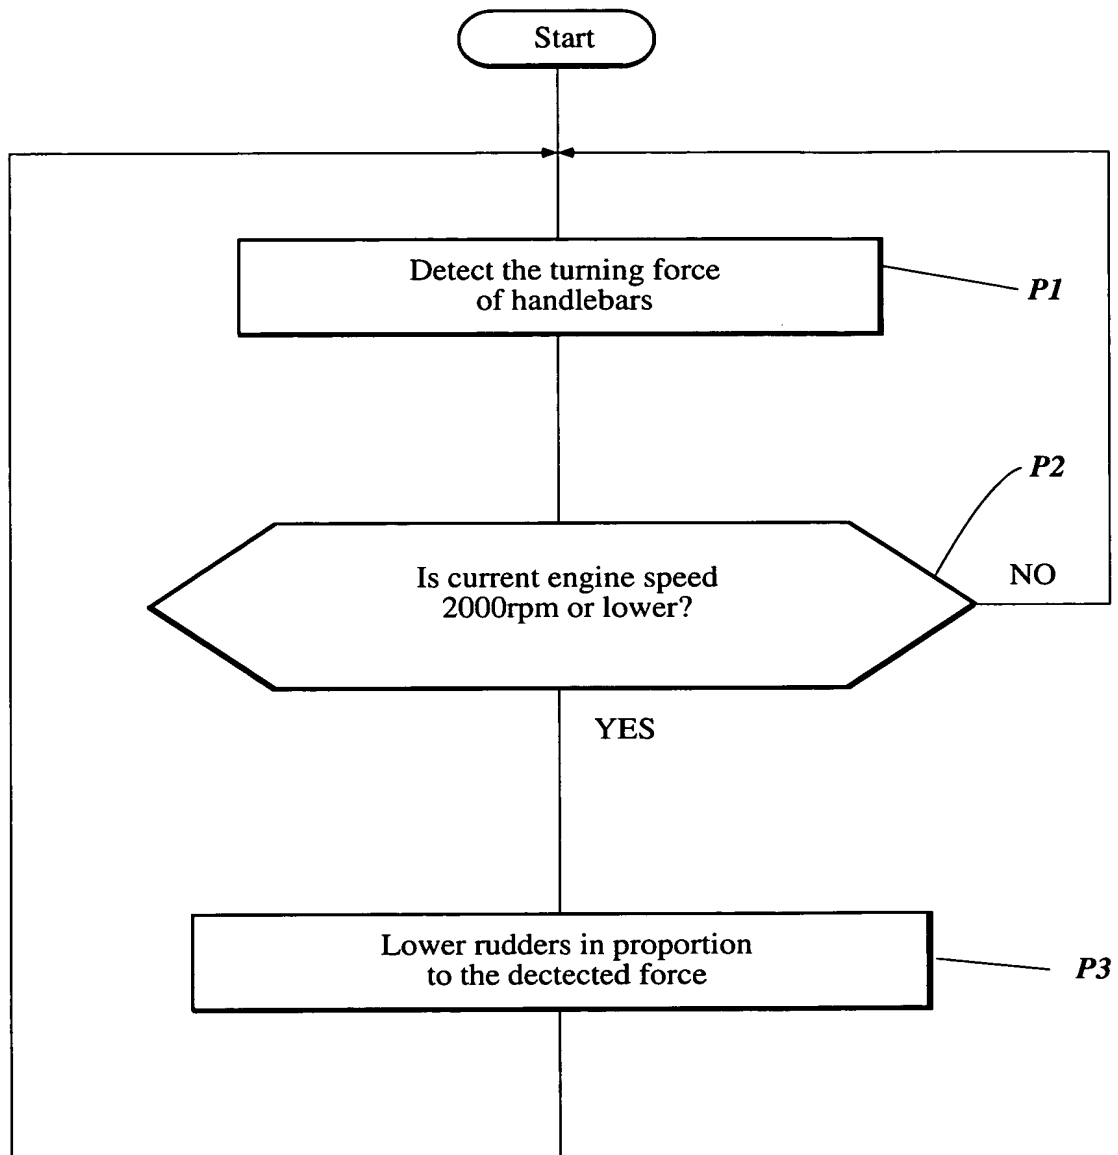 Start
Detect the turning force
of handlebars
P1
P2
Is current engine speed
2000rpm or lower?
NO
YES
Lower rudders in proportion
to the dectected force
P3